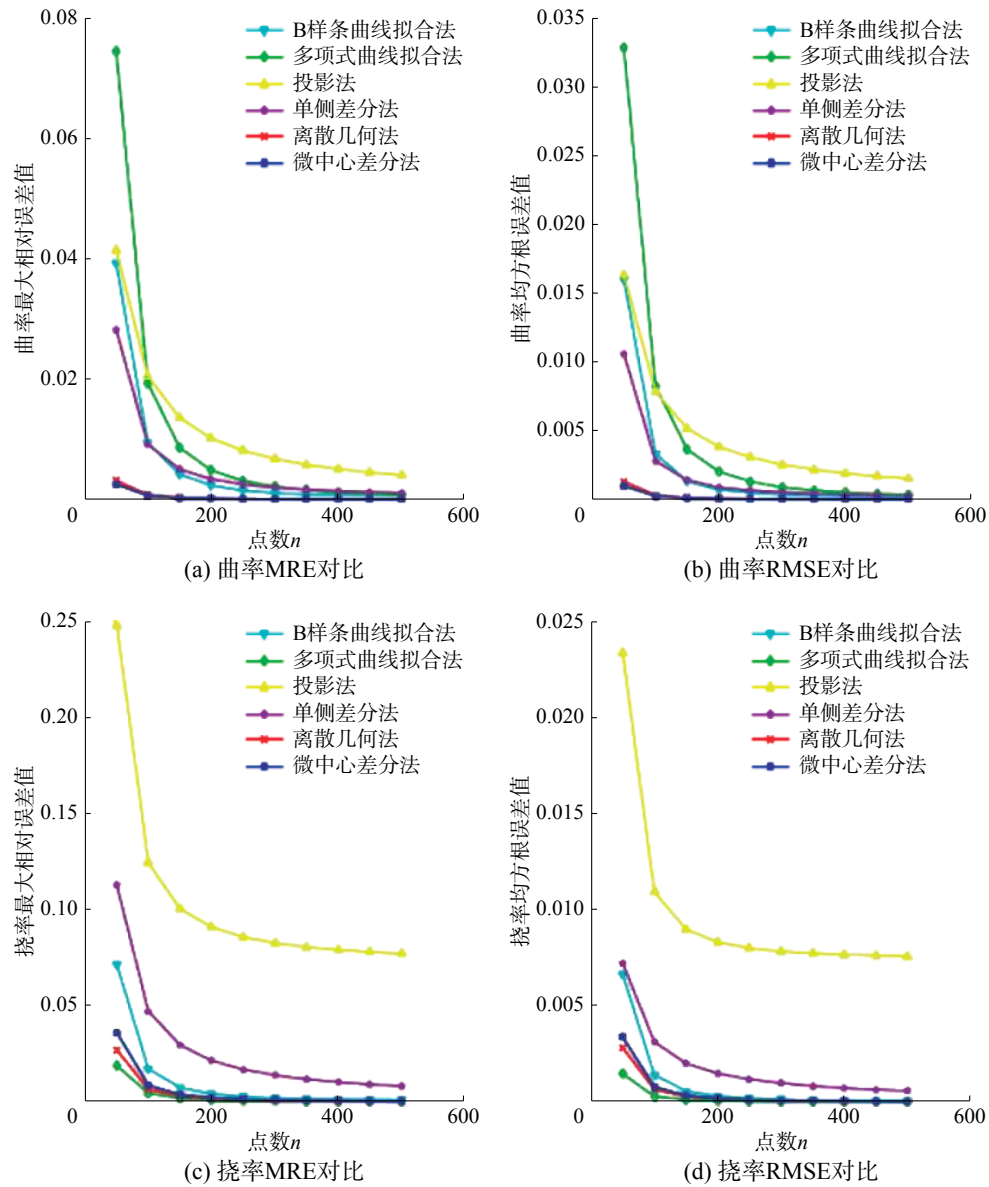 0.08
0.08
0.04
0.02
0
200
400
600
曲率最大相对误差值
点数n
B样条曲线拟合法
多项式曲线拟合法
投影法
单侧差分法
离散几何法
微中心差分法
(a) 曲率MRE对比
0.035
0.030
0.025
0.020
0.015
0.010
0.005
0
200
400
600
曲率均方根误差值
点数n
B样条曲线拟合法
多项式曲线拟合法
投影法
单侧差分法
离散几何法
微中心差分法
(b) 曲率RMSE对比
0.25
0.20
0.15
0.10
0.05
0
200
400
600
挠率最大相对误差值
点数n
B样条曲线拟合法
多项式曲线拟合法
投影法
单侧差分法
离散几何法
微中心差分法
(c) 挠率MRE对比
0.025
0.020
0.015
0.010
0.005
0
200
400
600
挠率均方根误差值
点数n
B样条曲线拟合法
多项式曲线拟合法
投影法
单侧差分法
离散几何法
微中心差分法
(d) 挠率RMSE对比